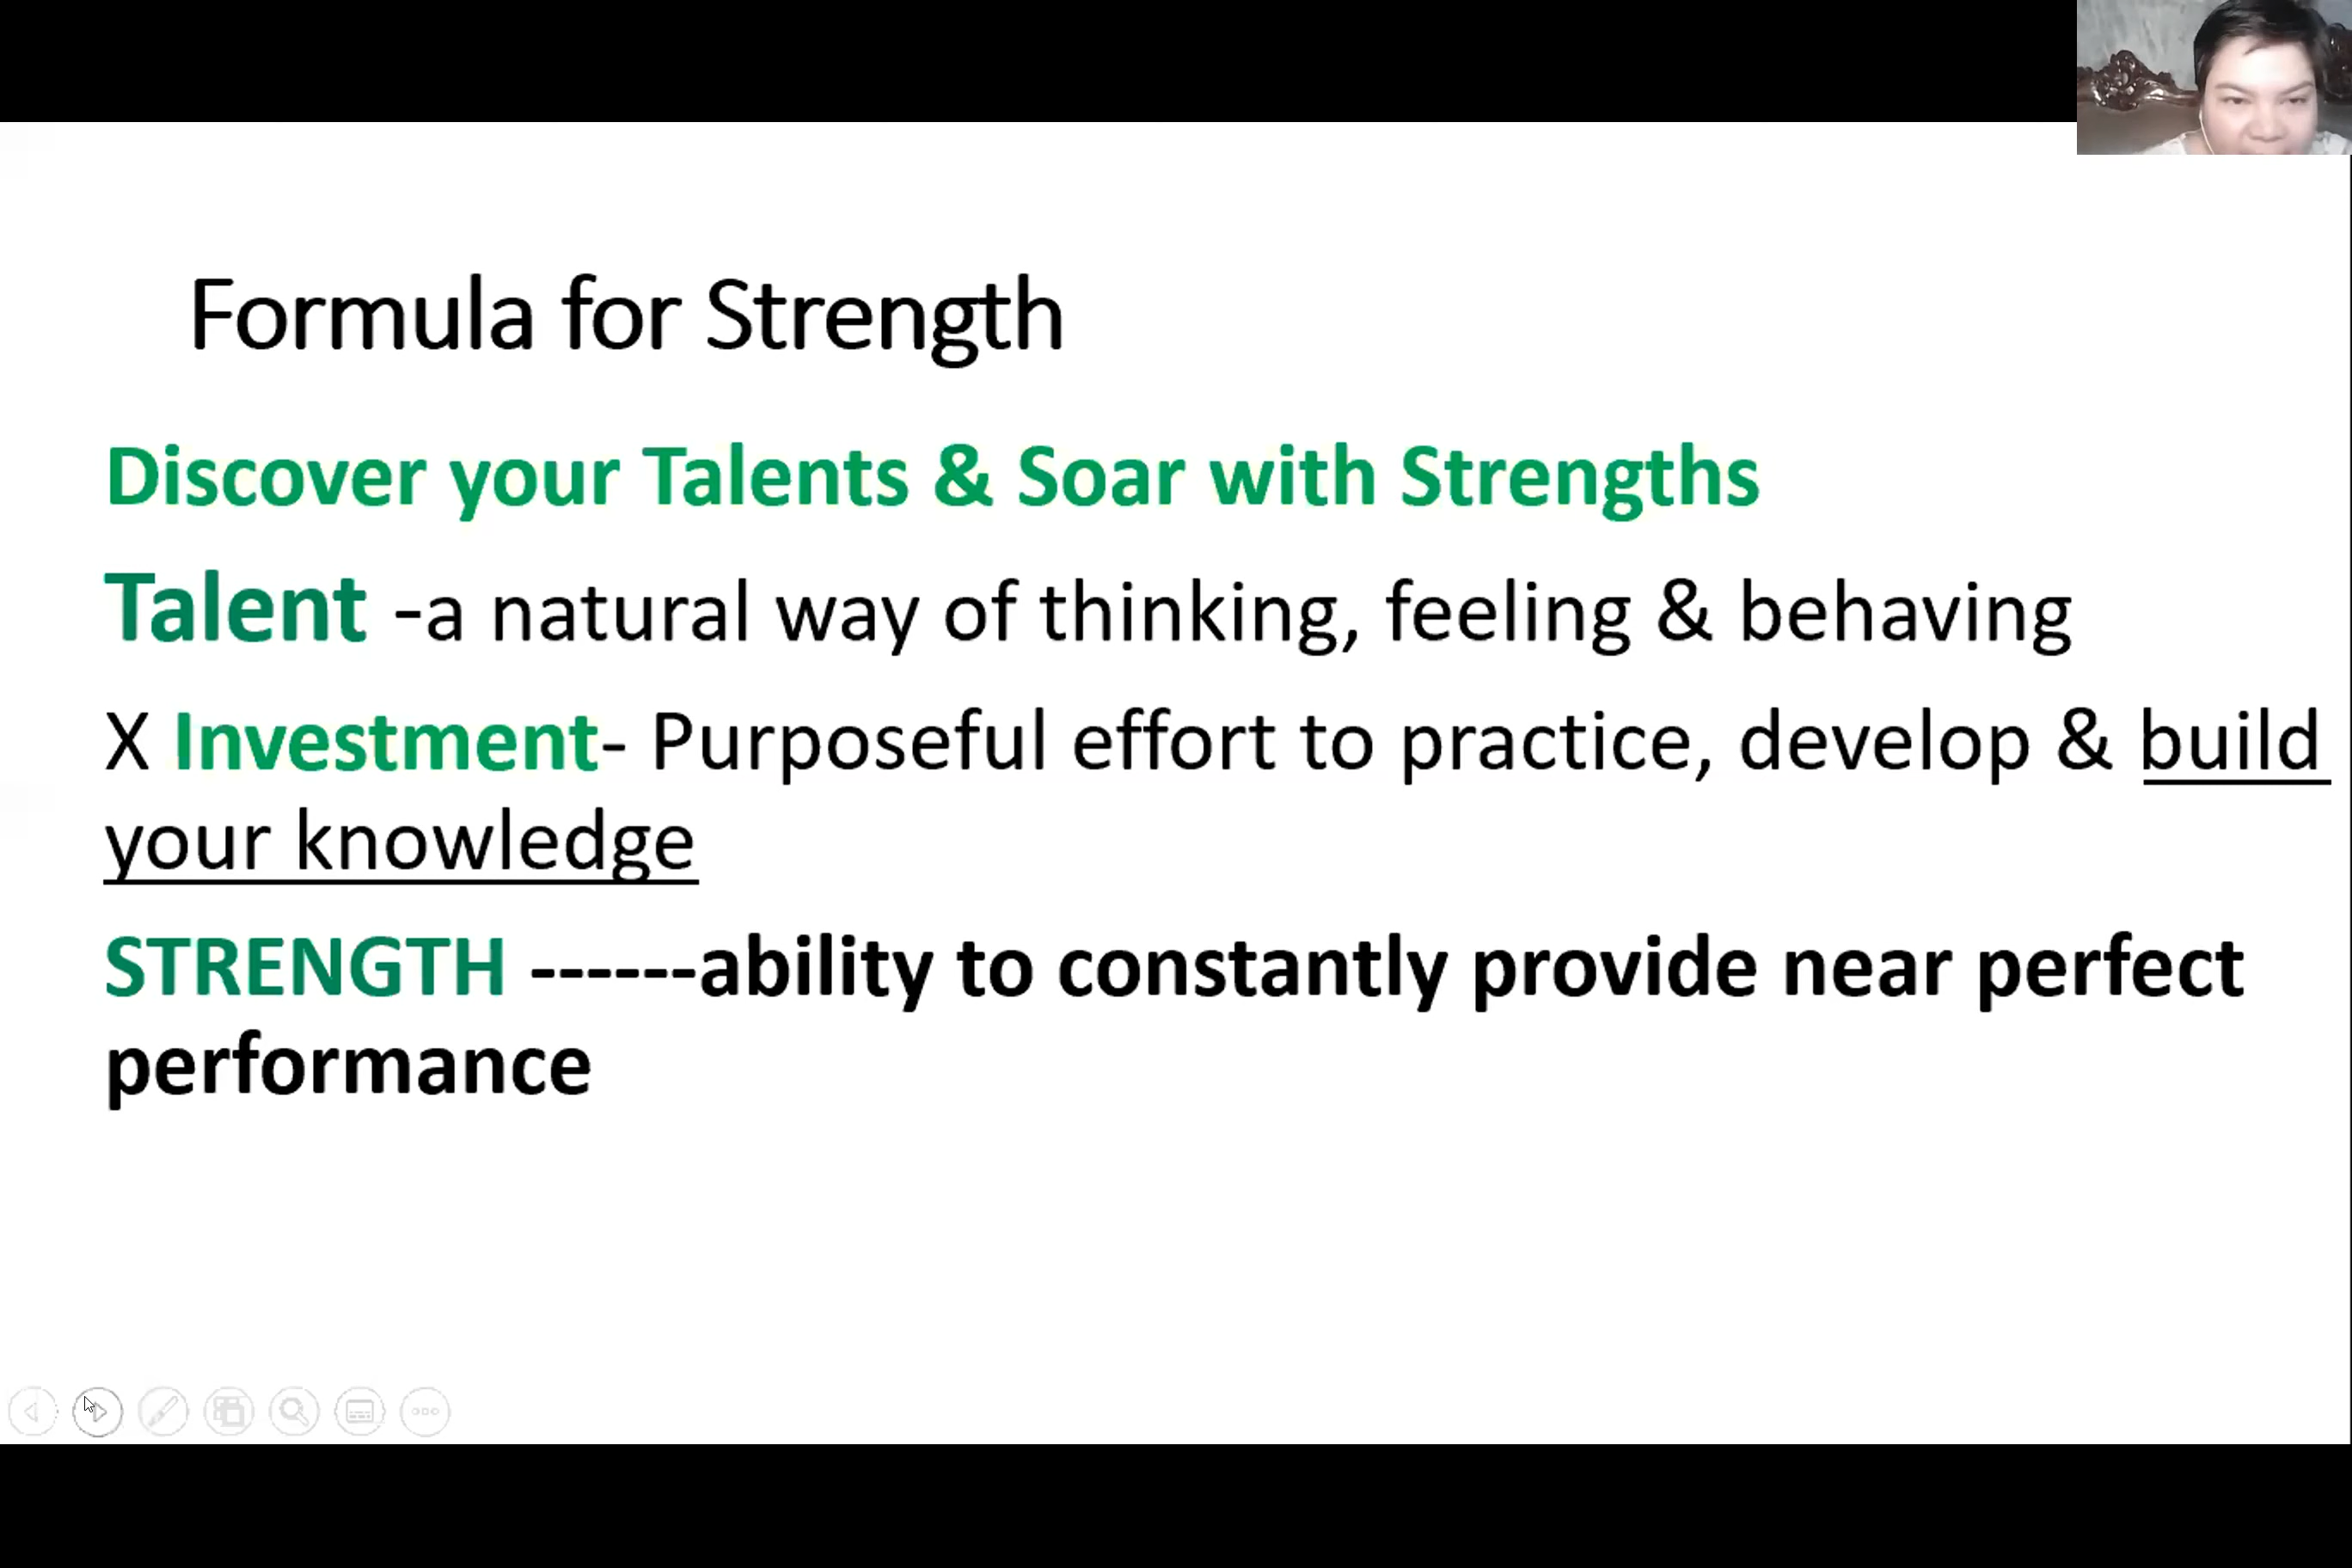 Formula for Strength
Discover your Talents & Soar with Strengths
Talent -a natural way of thinking, feeling & behaving
X Investment- Purposeful effort to practice, develop & build
your knowledge
STRENGTH ------ability to constantly provide near perfect
performance